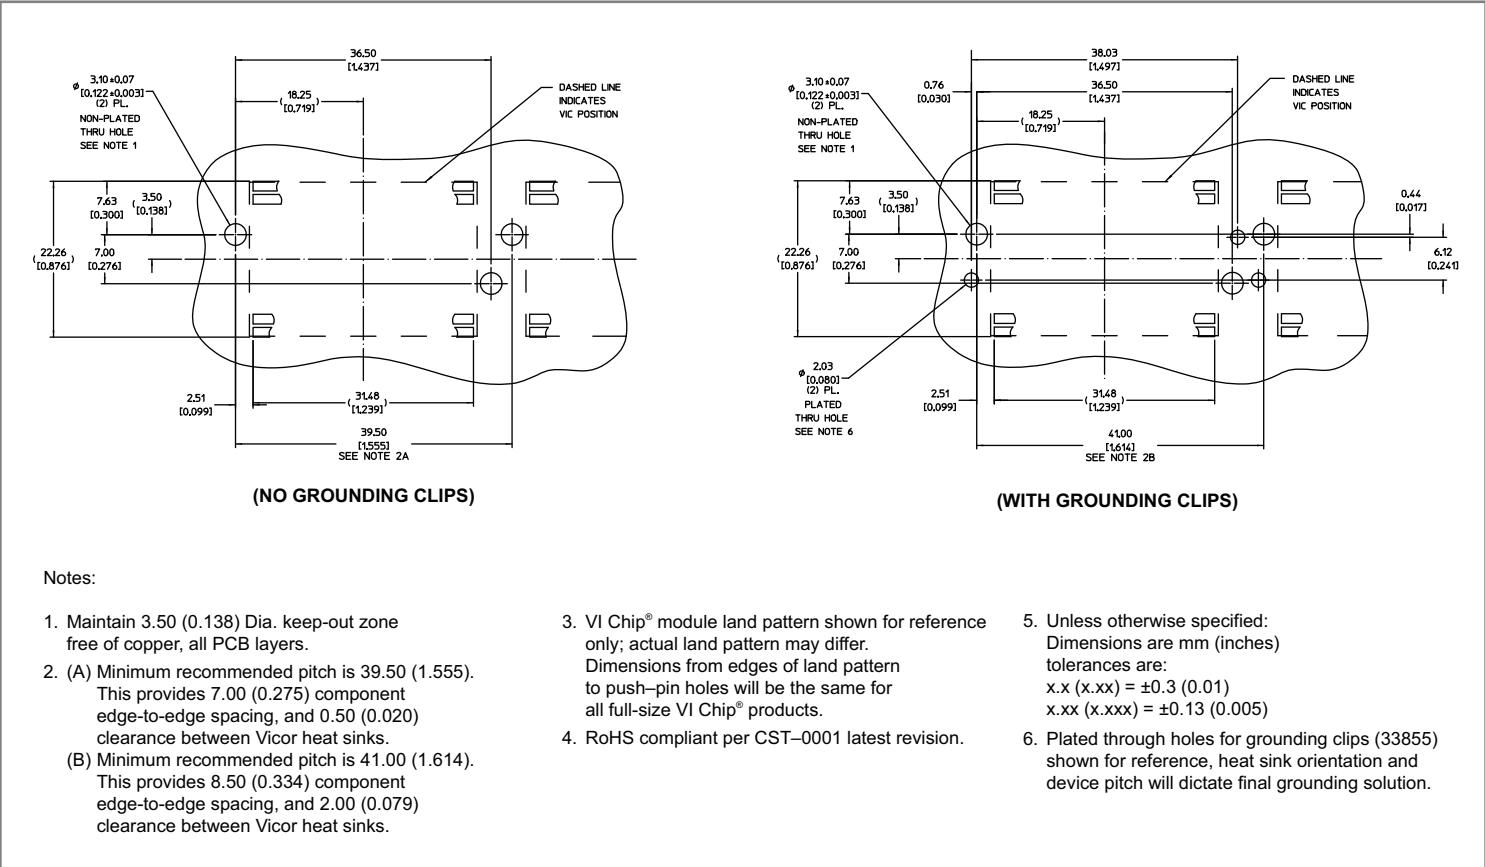 36.50
[1.437]
3.10±0.07
ø [0.122±0.003]
(2) PL.
NON-PLATED
THRU HOLE
SEE NOTE 1
(18.25)
[0.719]
DASHED LINE
INDICATES
VIC POSITION
7.63
[0.300]
(3.50)
[0.138]
(22.26)
[0.876]
7.00
[0.276]
2.51
[0.099]
(31.48)
[1.239]
39.50
[1.555]
SEE NOTE 2A
(NO GROUNDING CLIPS)
38.03
[1.497]
3.10±0.07
ø [0.122±0.003]
(2) PL.
NON-PLATED
THRU HOLE
SEE NOTE 1
0.76
[0.030]
36.50
[1.437]
(18.25)
[0.719]
DASHED LINE
INDICATES
VIC POSITION
7.63
[0.300]
(3.50)
[0.138]
0.44
[0.017]
(22.26)
[0.876]
7.00
[0.276]
6.12
[0.241]
ø 2.03
[0.080]
(2) PL.
PLATED
THRU HOLE
SEE NOTE 6
2.51
[0.099]
(31.48)
[1.239]
41.00
[1.614]
SEE NOTE 2B
(WITH GROUNDING CLIPS)
Notes:
1. Maintain 3.50 (0.138) Dia. keep-out zone
free of copper, all PCB layers.
2. (A) Minimum recommended pitch is 39.50 (1.555).
This provides 7.00 (0.275) component
edge-to-edge spacing, and 0.50 (0.020)
clearance between Vicor heat sinks.
(B) Minimum recommended pitch is 41.00 (1.614).
This provides 8.50 (0.334) component
edge-to-edge spacing, and 2.00 (0.079)
clearance between Vicor heat sinks.
3. VI Chip® module land pattern shown for reference
only; actual land pattern may differ.
Dimensions from edges of land pattern
to push–pin holes will be the same for
all full-size VI Chip® products.
4. RoHS compliant per CST–0001 latest revision.
5. Unless otherwise specified:
Dimensions are mm (inches)
tolerances are:
x.x (x.xx) = ±0.3 (0.01)
x.xx (x.xxx) = ±0.13 (0.005)
6. Plated through holes for grounding clips (33855)
shown for reference, heat sink orientation and
device pitch will dictate final grounding solution.